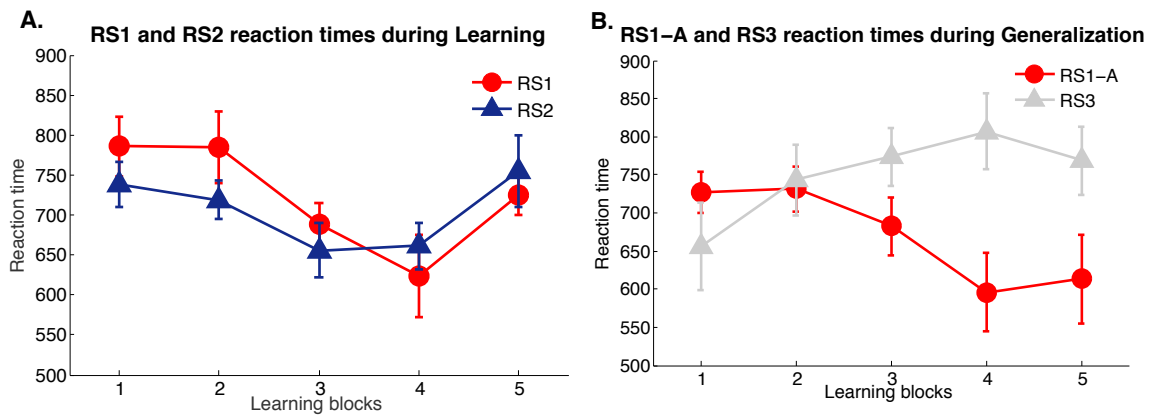 A.
RS1 and RS2 reaction times during Learning
900
850
800
750
700
650
600
550
500
Reaction time
RS1
RS2
1 2 3 4 5
Learning blocks
B.
RS1-A and RS3 reaction times during Generalization
900
850
800
750
700
650
600
550
500
Reaction time
RS1-A
RS3
1 2 3 4 5
Learning blocks